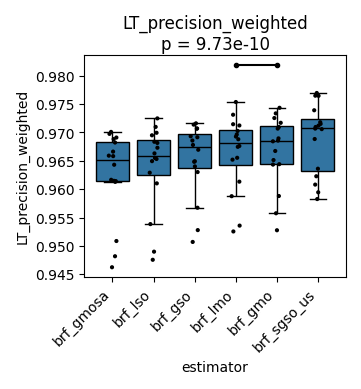 LT_precision_weighted
p = 9.73e-10
0.980
0.975
0.970
0.965
0.960
0.955
0.950
0.945
LT_precision_weighted
brf_gmosa
brf_lso
brf_gso
brf_lmo
brf_gmo
brf_sgso_us
estimator